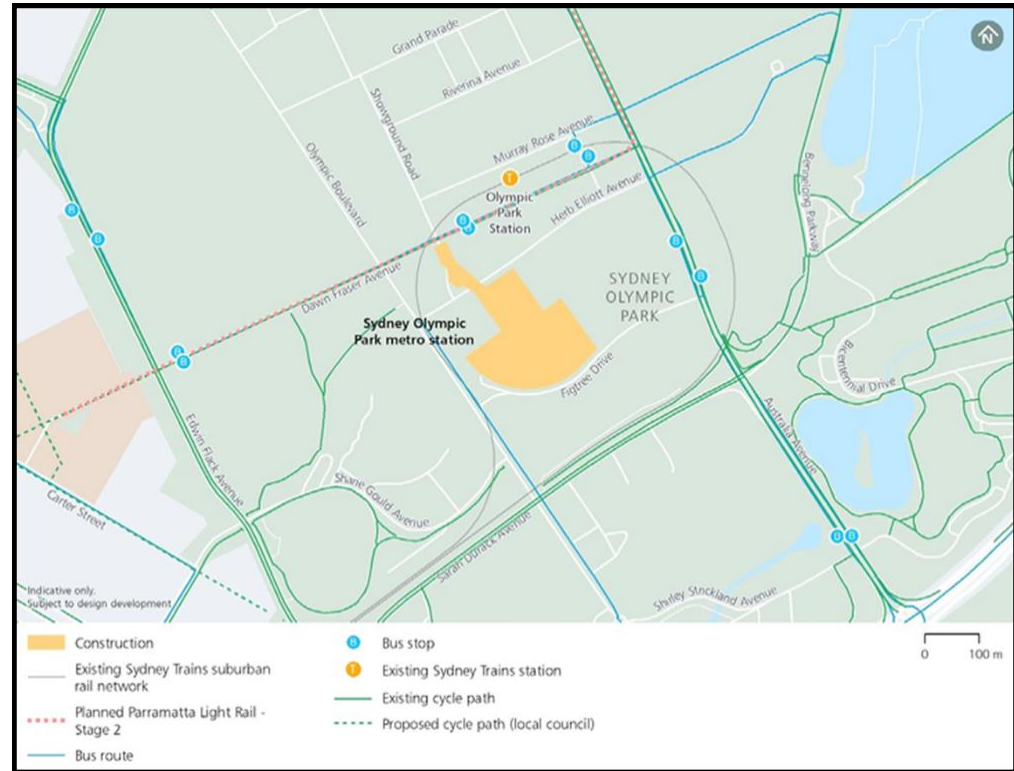 N
Grand Parade
Riverina Avenue
Showground Road
Murray Rose Avenue
Olympic Boulevard
B
B
T
Olympic
Park
Station
Herb Elliott Avenue
Bennelong Parkway
B
B
B
B
B
B
Dawn Fraser Avenue
SYDNEY
OLYMPIC
PARK
Sydney Olympic
Park metro station
B
B
Figtree Drive
Bicentennial Drive
Edwin Flack Avenue
Australia Avenue
Shane Gould Avenue
Carter Street
Sarah Durack Avenue
B
B
Shirley Strickland Avenue
Indicative only.
Subject to design development
Construction
Existing Sydney Trains suburban
rail network
Planned Parramatta Light Rail -
Stage 2
Bus route
B Bus stop
T Existing Sydney Trains station
Existing cycle path
Proposed cycle path (local council)
0 100 m